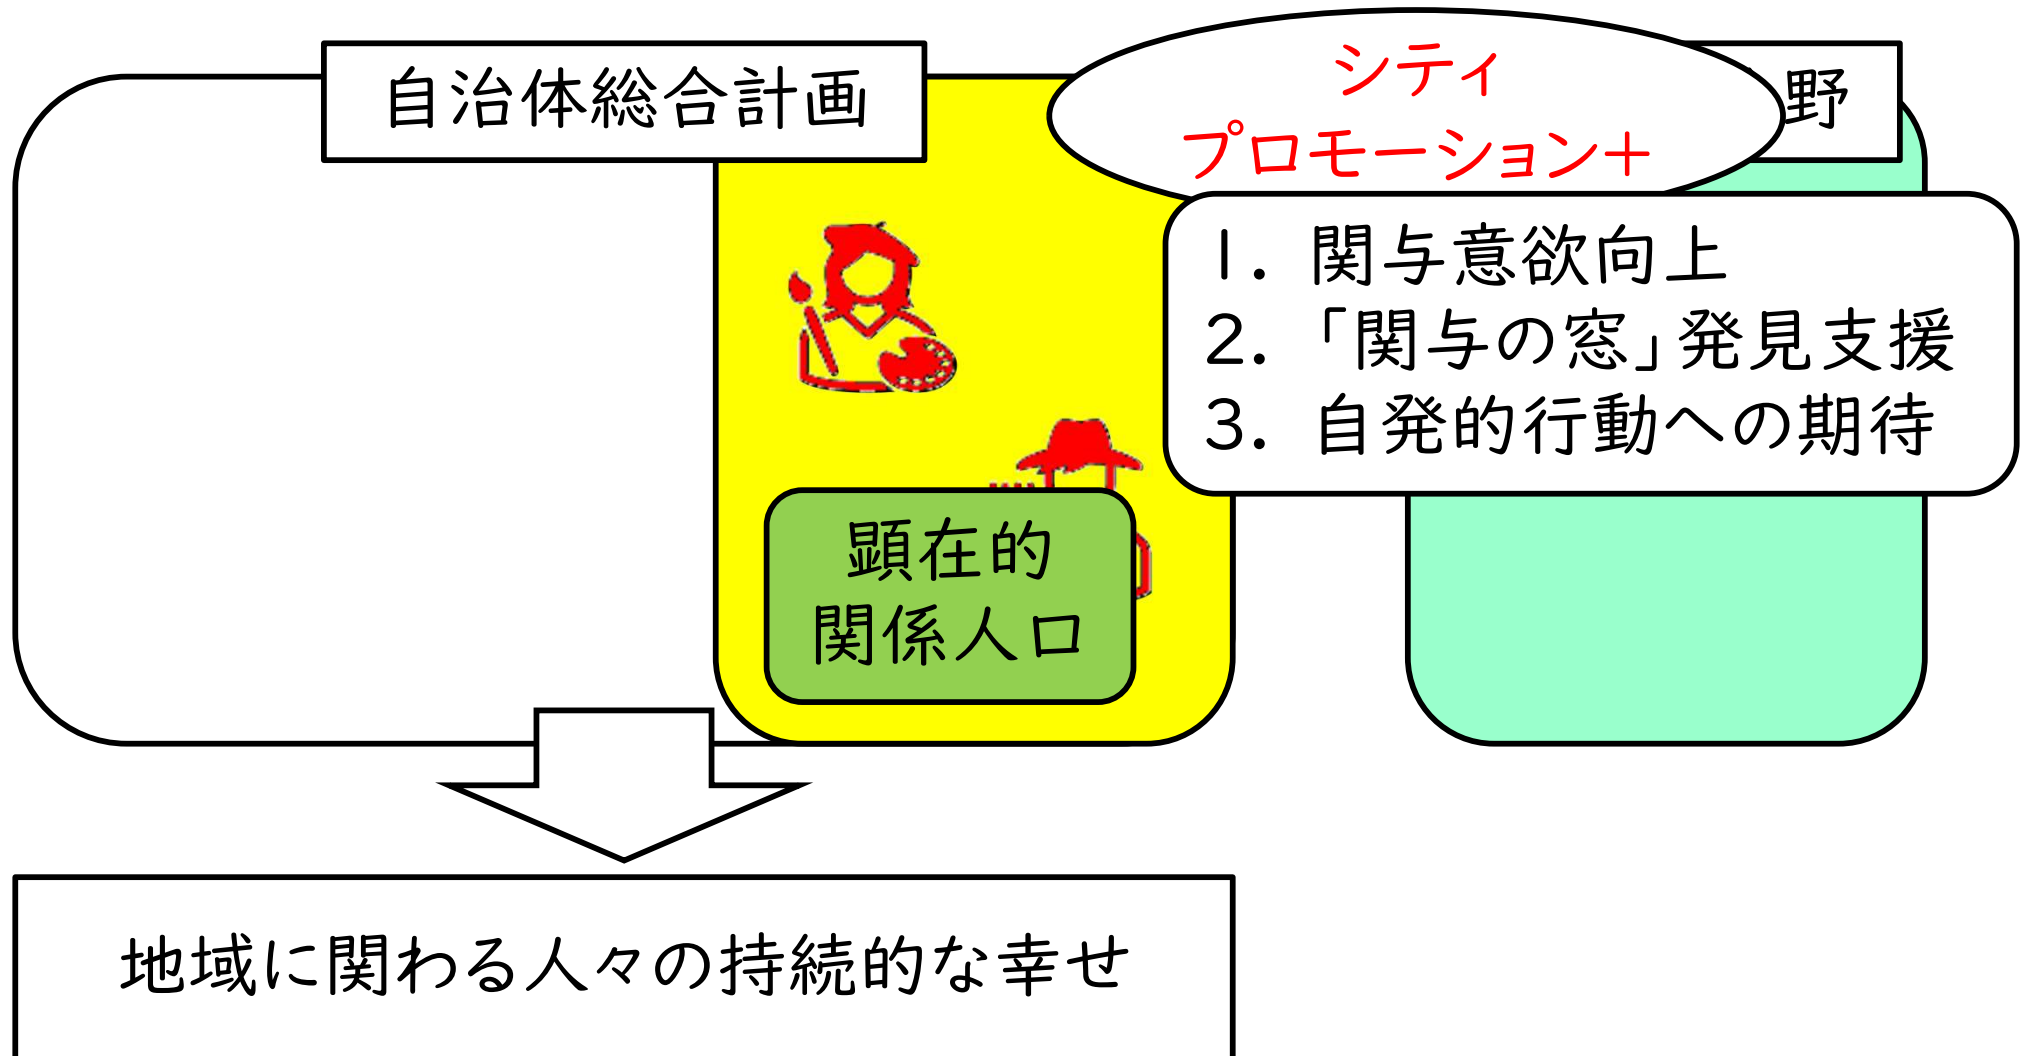 自治体総合計画
シティ
プロモーション+
野
1. 関与意欲向上
2. 「関与の窓」発見支援
3. 自発的行動への期待
顕在的
関係人口
地域に関わる人々の持続的な幸せ